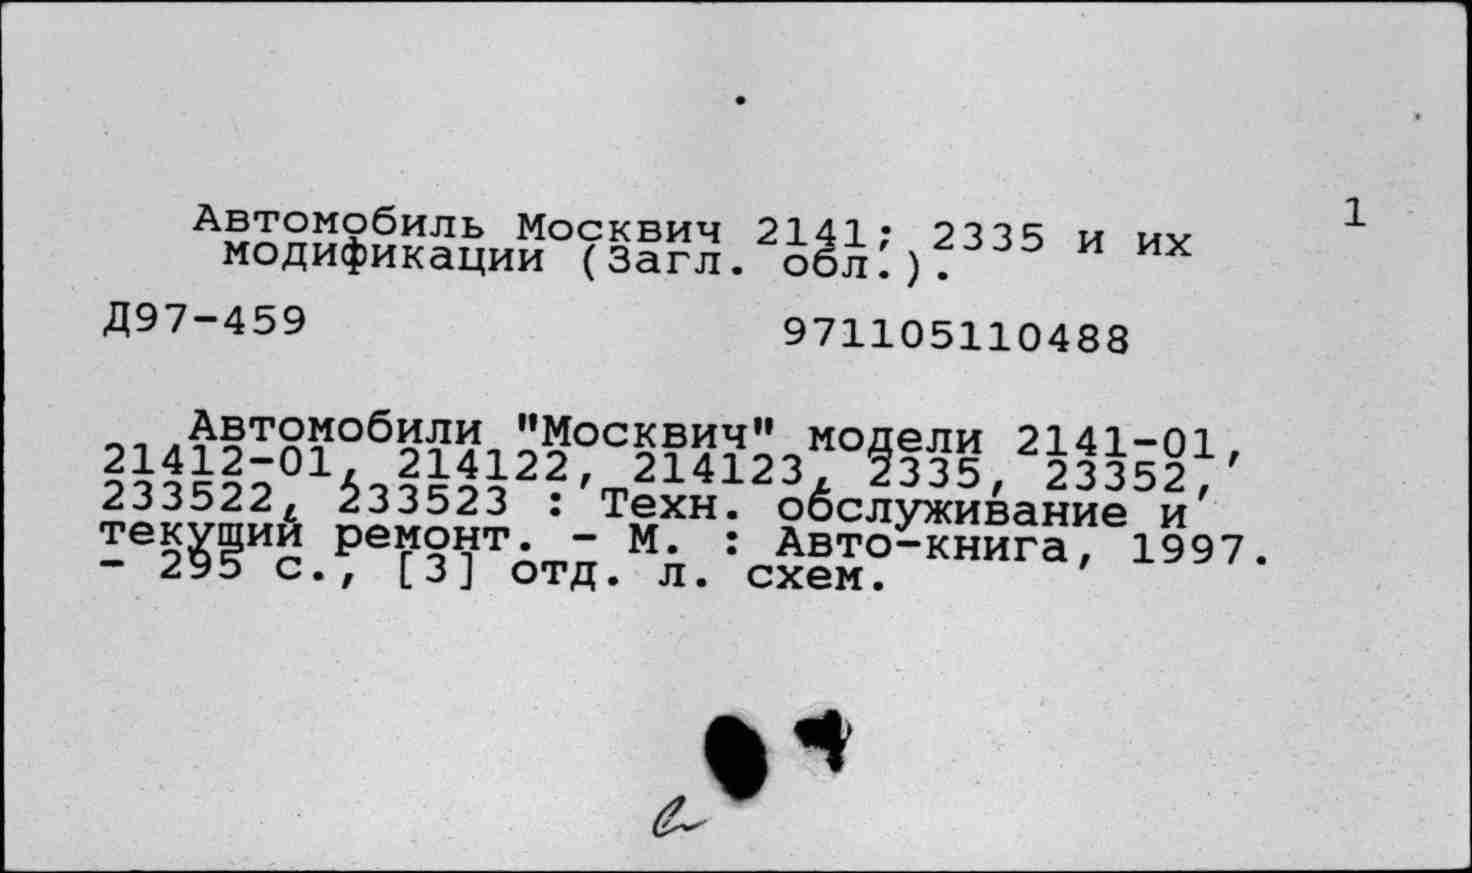 1
Автомобиль Москвич 2141; 2335 и их
модификации (Загл. обл.).
Д97-459 971105110488
Автомобили "Москвич" модели 2141-01,
21412-01, 214122, 214123, 2335, 23352,
233522, 233523 : Техн. обслуживание и
текущий ремонт. - М. : Авто-книга, 1997.
- 295 с., [3] отд. л. схем.